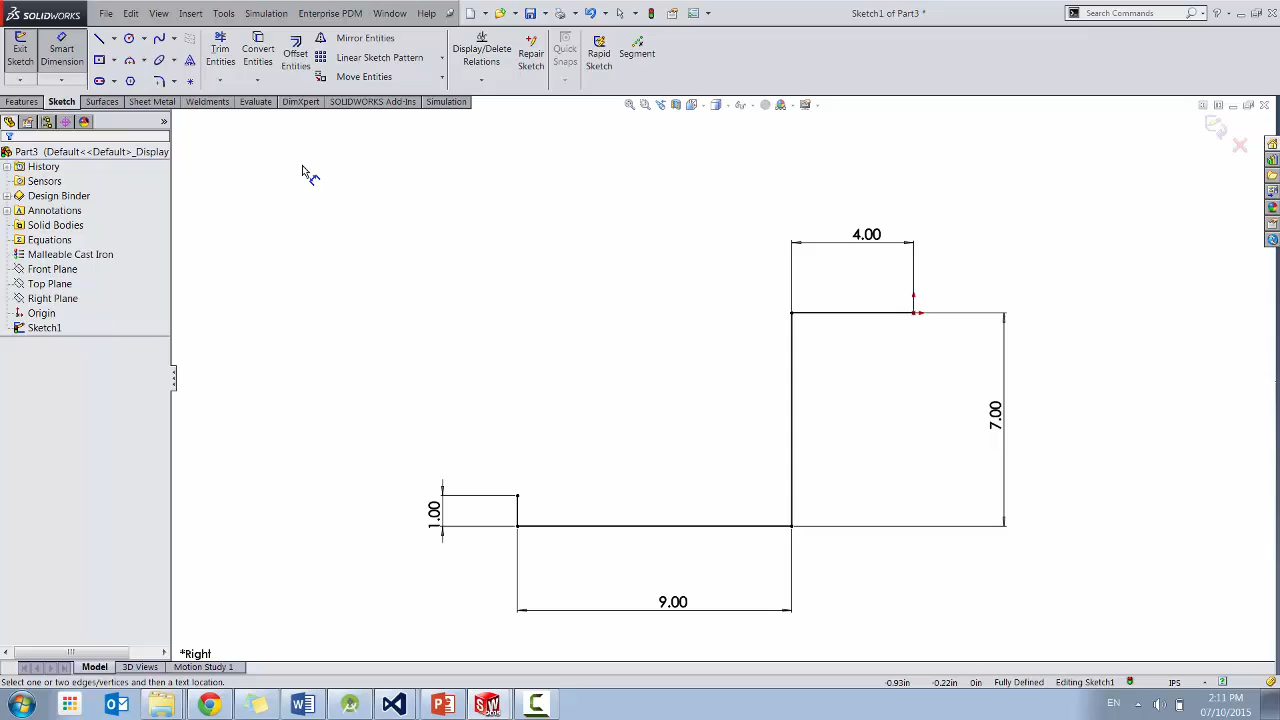 SOLIDWORKS
File Edit View Insert Tools Simulation Enterprise PDM Window Help
Sketch1 of Part3 *
Search Commands
Exit Sketch
Smart Dimension
Trim Entities
Convert Entities
Offset Entities
Mirror Entities
Linear Sketch Pattern
Move Entities
Display/Delete Relations
Repair Sketch
Quick Snaps
Rapid Sketch
Segment
Features Sketch Surfaces Sheet Metal Weldments Evaluate DimXpert SOLIDWORKS Add-Ins Simulation
Part3 (Default<<Default>_Display
History
Sensors
Design Binder
Annotations
Solid Bodies
Equations
Malleable Cast Iron
Front Plane
Top Plane
Right Plane
Origin
Sketch1
4.00
7.00
1.00
9.00
*Right
Model 3D Views Motion Study 1
Select one or two edges/vertices and then a text location.
-0.93in -0.22in 0in Fully Defined Editing Sketch1 IPS
EN
2:11 PM
07/10/2015